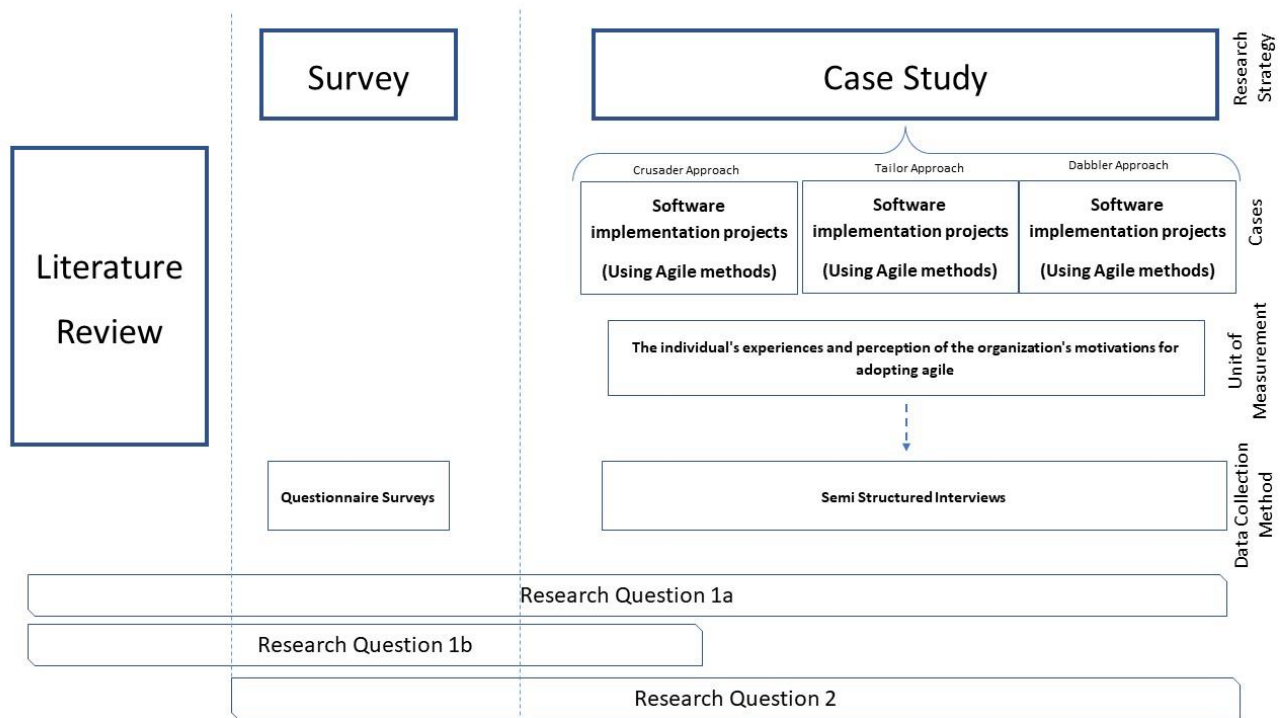 Survey
Case Study
Research
Strategy
Literature
Review
Crusader Approach
Software
implementation projects
(Using Agile methods)
Tailor Approach
Software
implementation projects
(Using Agile methods)
Dabbler Approach
Software
implementation projects
(Using Agile methods)
Cases
The individual's experiences and perception of the organization's motivations for
adopting agile
Unit of
Measurement
Questionnaire Surveys
Semi Structured Interviews
Data Collection
Method
Research Question 1a
Research Question 1b
Research Question 2